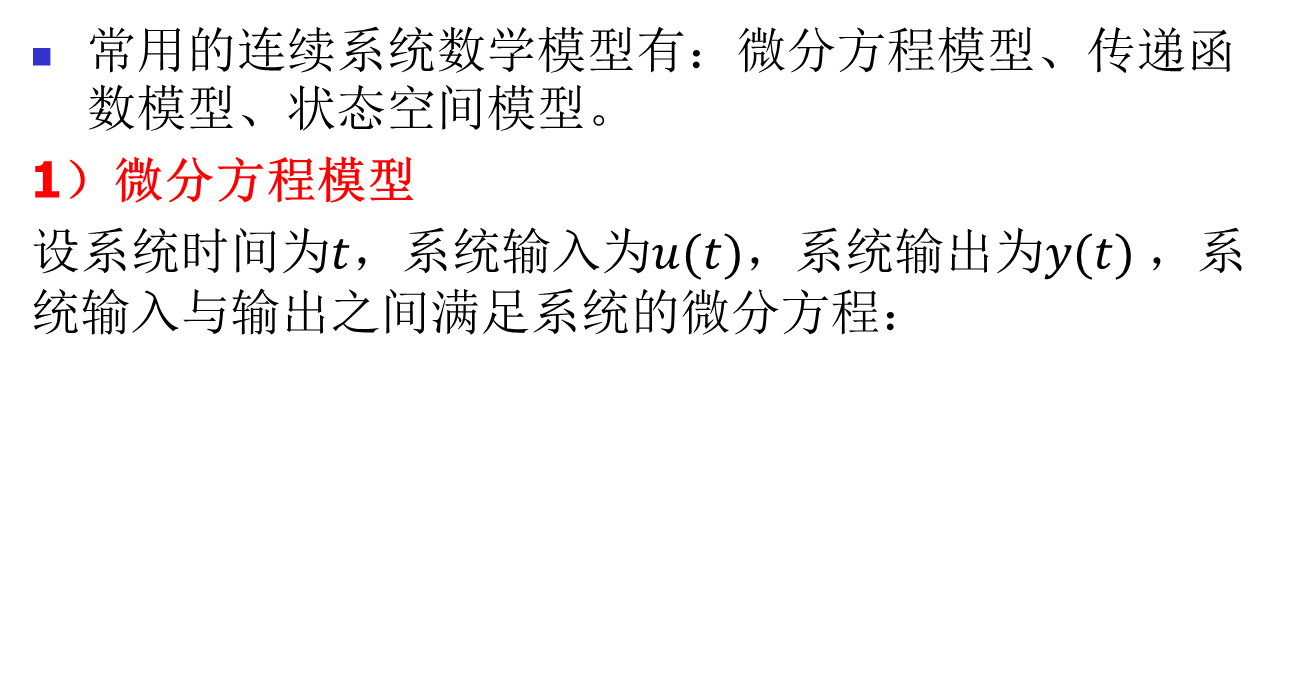 常用的连续系统数学模型有：微分方程模型、传递函
数模型、状态空间模型。
1）微分方程模型
设系统时间为t，系统输入为u(t)，系统输出为y(t) ，系
统输入与输出之间满足系统的微分方程：